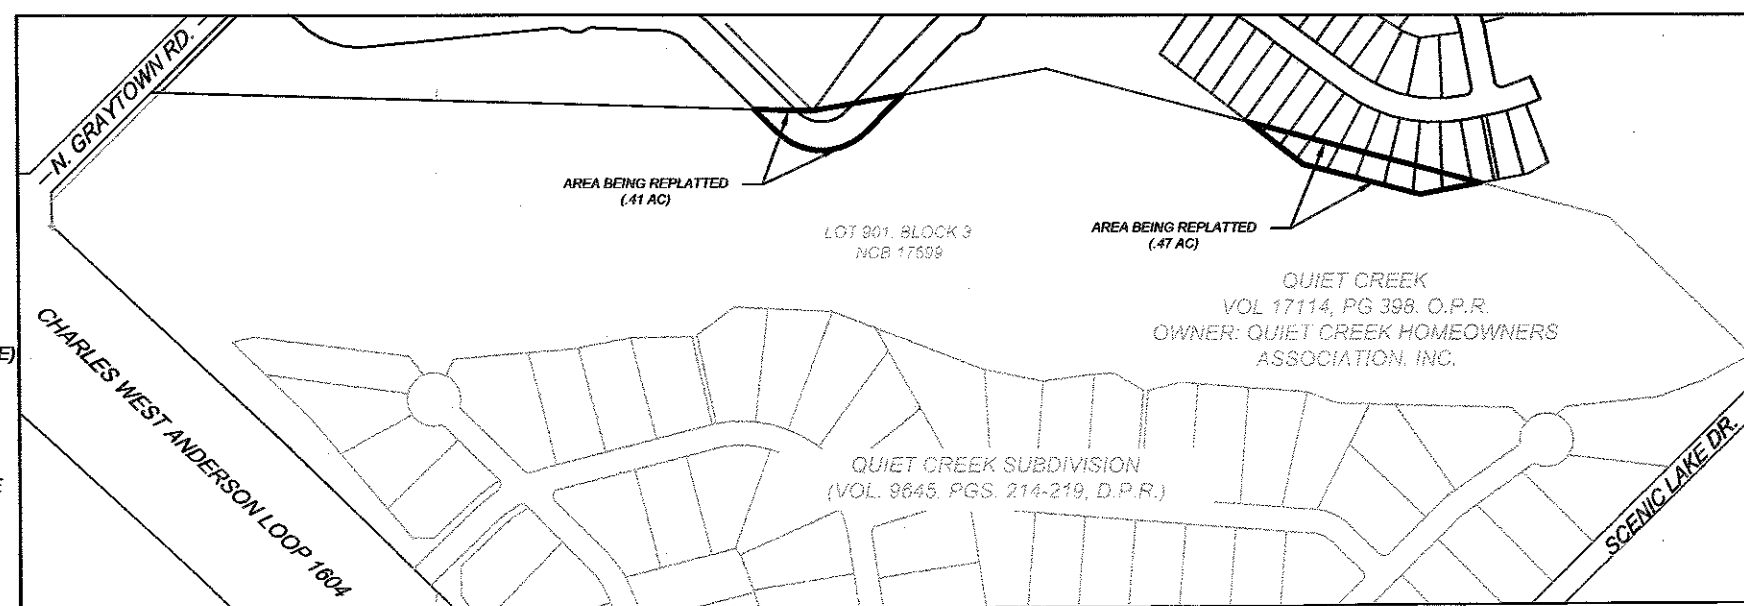 N. GRAYTOWN RD.
AREA BEING REPLATTED
(.41 AC)
AREA BEING REPLATTED
(.47 AC)
LOT 901, BLOCK 3
NCB 17599
QUIET CREEK
VOL 17114, PG 398, O.P.R.
OWNER: QUIET CREEK HOMEOWNERS
ASSOCIATION, INC.
E)
CHARLES WEST ANDERSON LOOP 1604
QUIET CREEK SUBDIVISION
(VOL. 9645, PGS. 214-219, D.P.R.)
SCENIC LAKE DR.